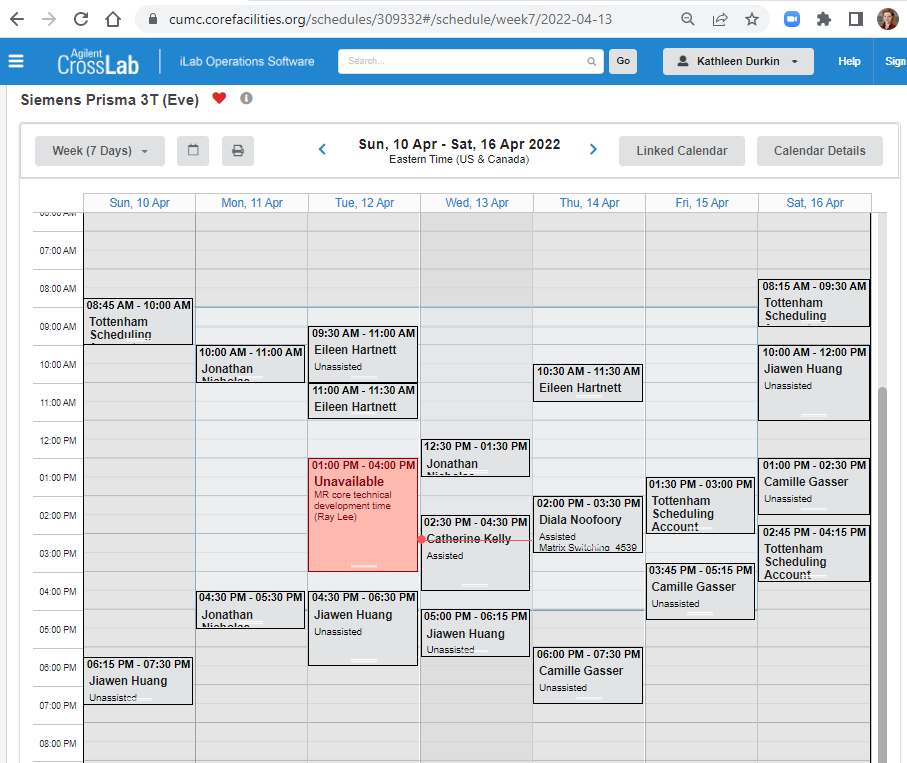 cumc.corefacilities.org/schedules/309332#/schedule/week7/2022-04-13
Agilent
CrossLab
iLab Operations Software
Search...
Go
Kathleen Durkin
Help
Sign
Siemens Prisma 3T (Eve)
Week (7 Days)
Sun, 10 Apr - Sat, 16 Apr 2022
Eastern Time (US & Canada)
Linked Calendar
Calendar Details
Sun, 10 Apr
Mon, 11 Apr
Tue, 12 Apr
Wed, 13 Apr
Thu, 14 Apr
Fri, 15 Apr
Sat, 16 Apr
07:00 AM
08:00 AM
09:00 AM
10:00 AM
11:00 AM
12:00 PM
01:00 PM
02:00 PM
03:00 PM
04:00 PM
05:00 PM
06:00 PM
07:00 PM
08:00 PM
08:45 AM - 10:00 AM
Tottenham
Scheduling
06:15 PM - 07:30 PM
Jiawen Huang
Unassisted
10:00 AM - 11:00 AM
Jonathan
Nicholas
04:30 PM - 05:30 PM
Jonathan
Nicholas
09:30 AM - 11:00 AM
Eileen Hartnett
Unassisted
11:00 AM - 11:30 AM
Eileen Hartnett
01:00 PM - 04:00 PM
Unavailable
MR core technical
development time
(Ray Lee)
04:30 PM - 06:30 PM
Jiawen Huang
Unassisted
12:30 PM - 01:30 PM
Jonathan
Nicholas
02:30 PM - 04:30 PM
Catherine Kelly
Assisted
05:00 PM - 06:15 PM
Jiawen Huang
Unassisted
10:30 AM - 11:30 AM
Eileen Hartnett
02:00 PM - 03:30 PM
Diala Noofoory
Assisted
Matrix Switching 4539
06:00 PM - 07:30 PM
Camille Gasser
Unassisted
01:30 PM - 03:00 PM
Tottenham
Scheduling
Account
03:45 PM - 05:15 PM
Camille Gasser
Unassisted
08:15 AM - 09:30 AM
Tottenham
Scheduling
10:00 AM - 12:00 PM
Jiawen Huang
Unassisted
01:00 PM - 02:30 PM
Camille Gasser
Unassisted
02:45 PM - 04:15 PM
Tottenham
Scheduling
Account